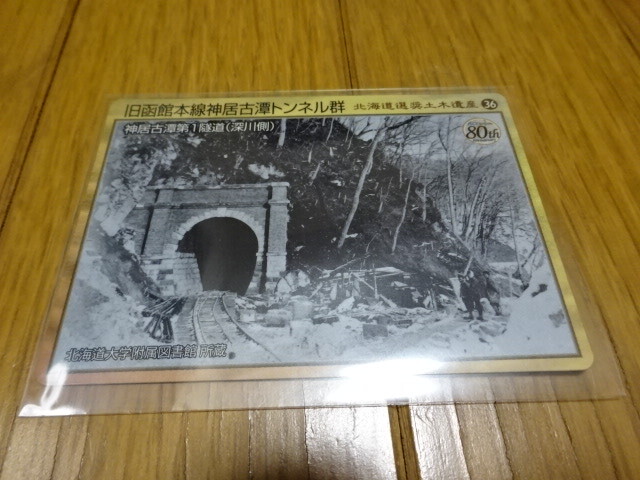 旧函館本線神居古潭トンネル群 北海道選奨土木遺産 36
神居古潭第1隧道(深川側)
80th
北海道大学附属図書館 所蔵